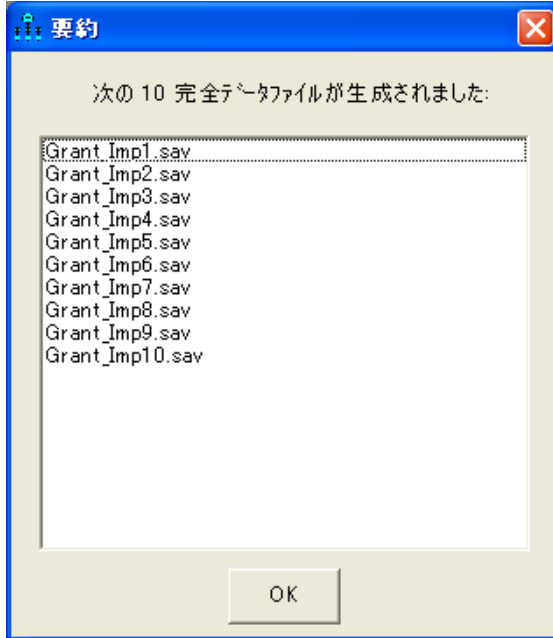 要約
次の 10 完全ﾃﾞｰﾀﾌｧｲﾙが生成されました:
Grant_Imp1.sav
Grant_Imp2.sav
Grant_Imp3.sav
Grant_Imp4.sav
Grant_Imp5.sav
Grant_Imp6.sav
Grant_Imp7.sav
Grant_Imp8.sav
Grant_Imp9.sav
Grant_Imp10.sav
OK